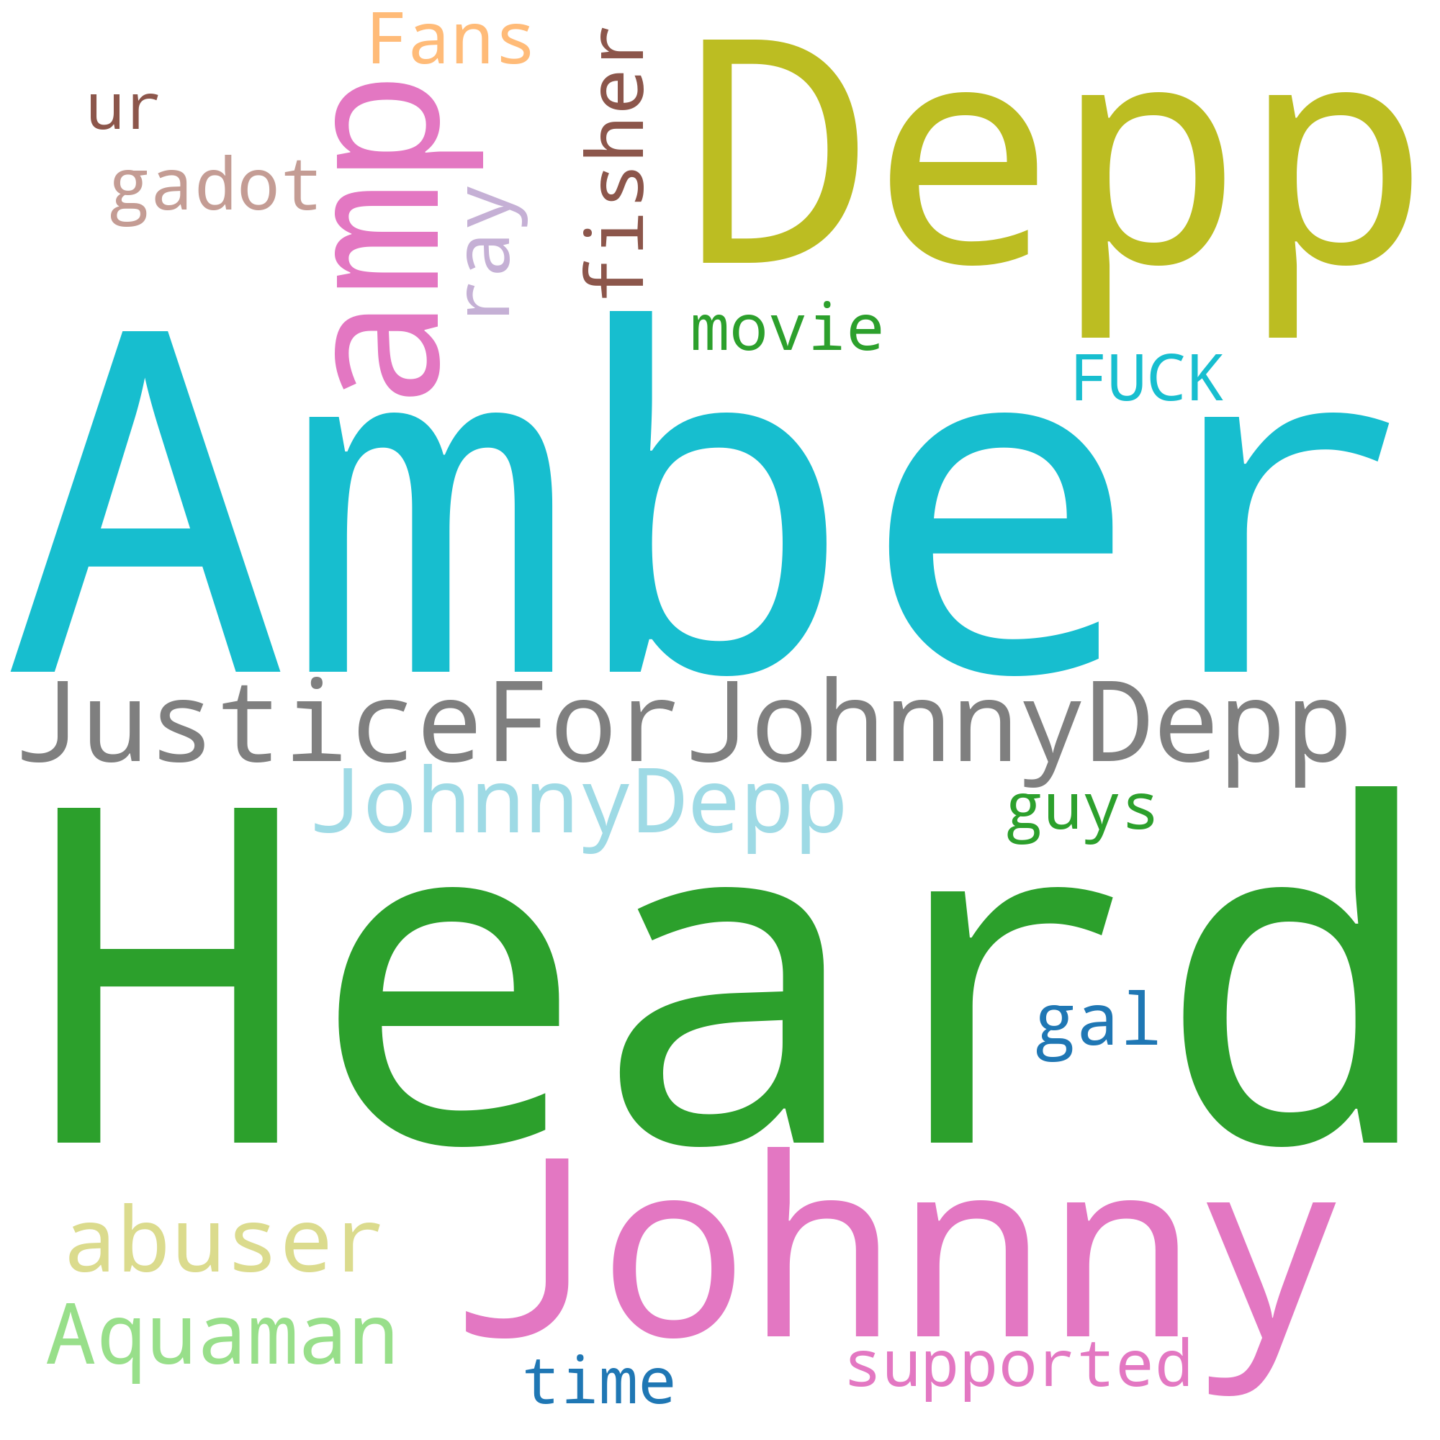 Fans
ur
fisher
Depp
amp
gadot
ray
movie
FUCK
Amber
JusticeForJohnnyDepp
JohnnyDepp
guys
Heard
gal
Johnny
abuser
Aquaman
time
supported